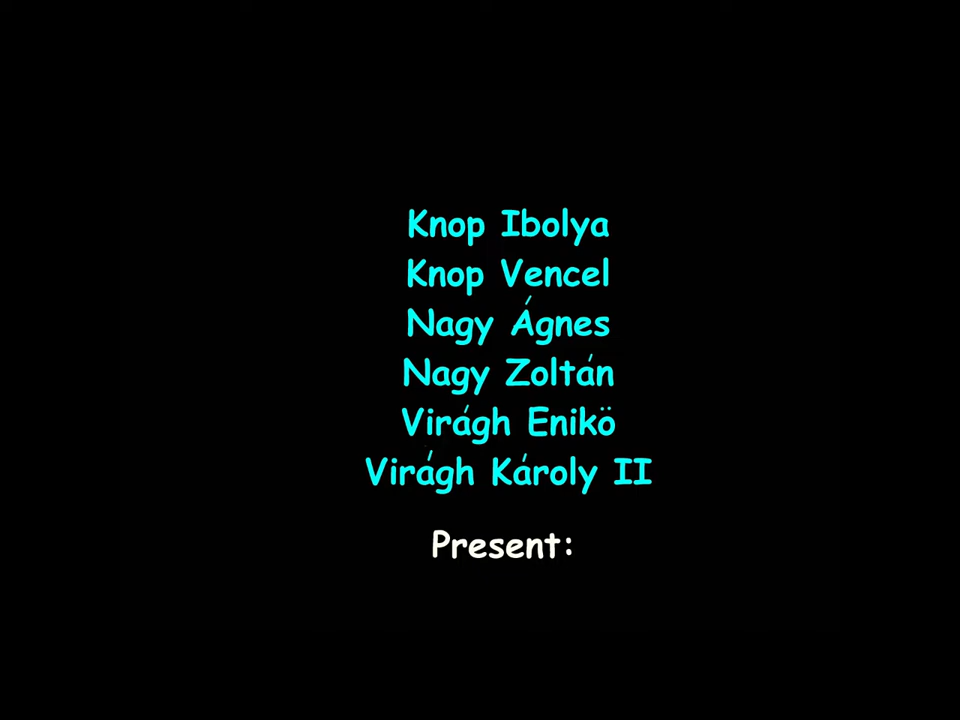 Knop Ibolya
Knop Vencel
Nagy Ágnes
Nagy Zoltán
Virágh Enikö
Virágh Károly II
Present: